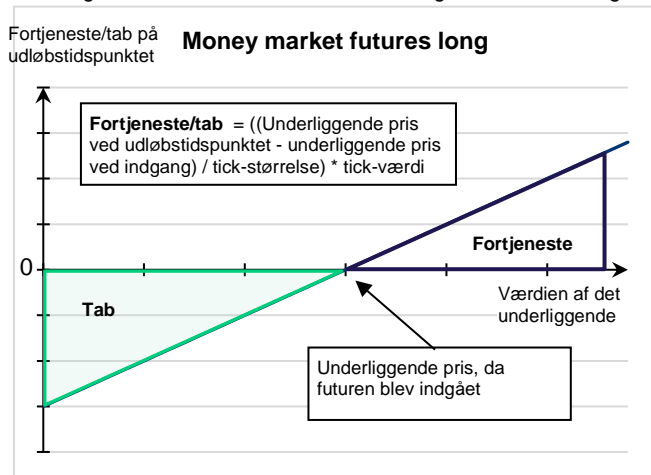 Fortjeneste/tab på
udløbstidspunktet
Money market futures long
Fortjeneste/tab = ((Underliggende pris
ved udløbstidspunktet - underliggende pris
ved indgang) / tick-størrelse) * tick-værdi
Fortjeneste
0
Værdien af det
underliggende
Tab
Underliggende pris, da
futuren blev indgået